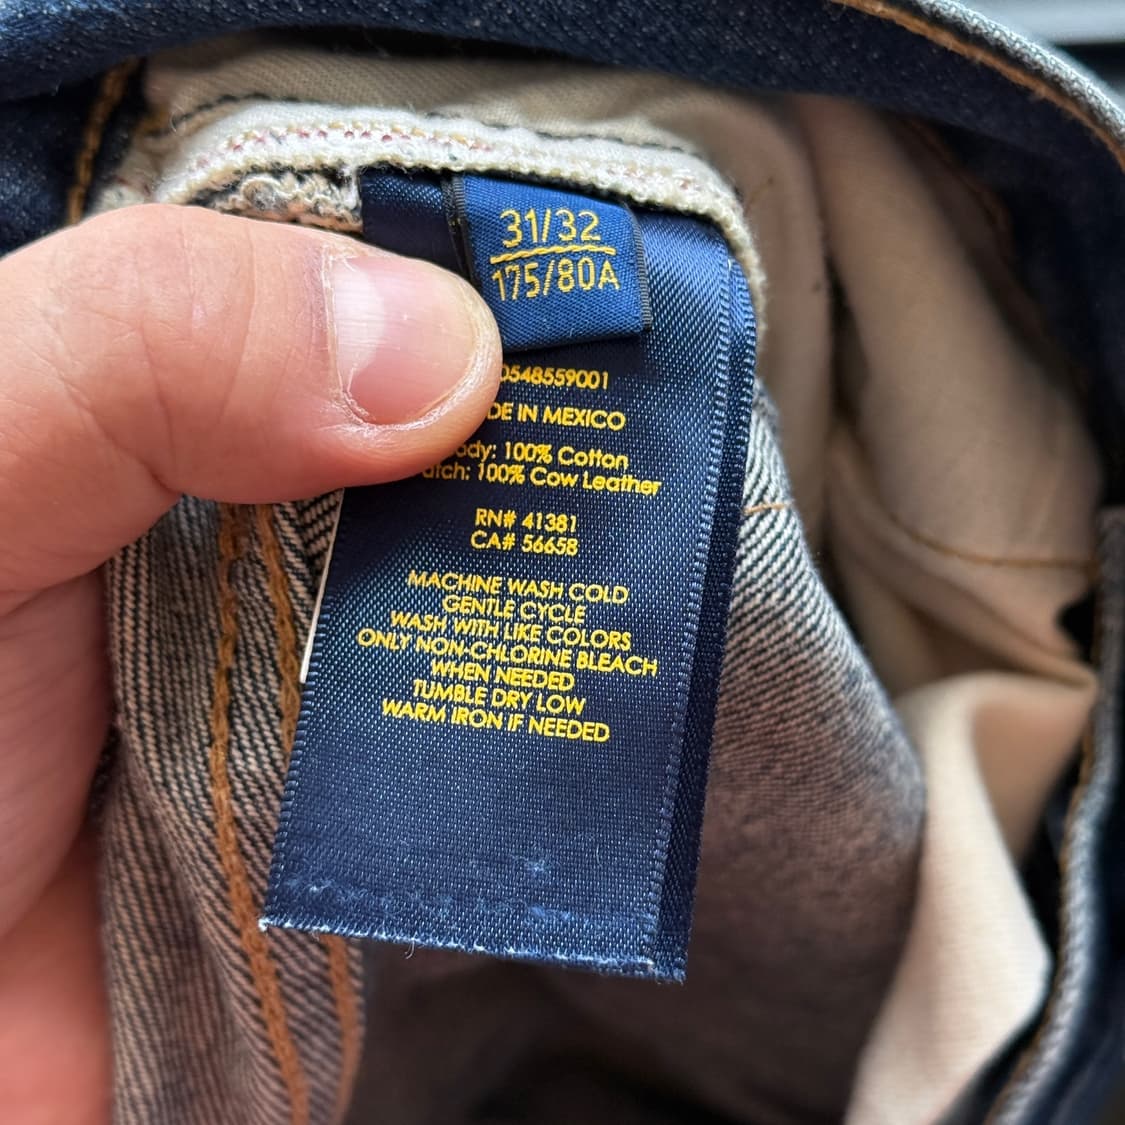 31/32
175/80A
0548559001
DE IN MEXICO
ody: 100% Cotton
atch: 100% Cow Leather
RN# 41381
CA# 56658
MACHINE WASH COLD
GENTLE CYCLE
WASH WITH LIKE COLORS
ONLY NON-CHLORINE BLEACH
WHEN NEEDED
TUMBLE DRY LOW
WARM IRON IF NEEDED